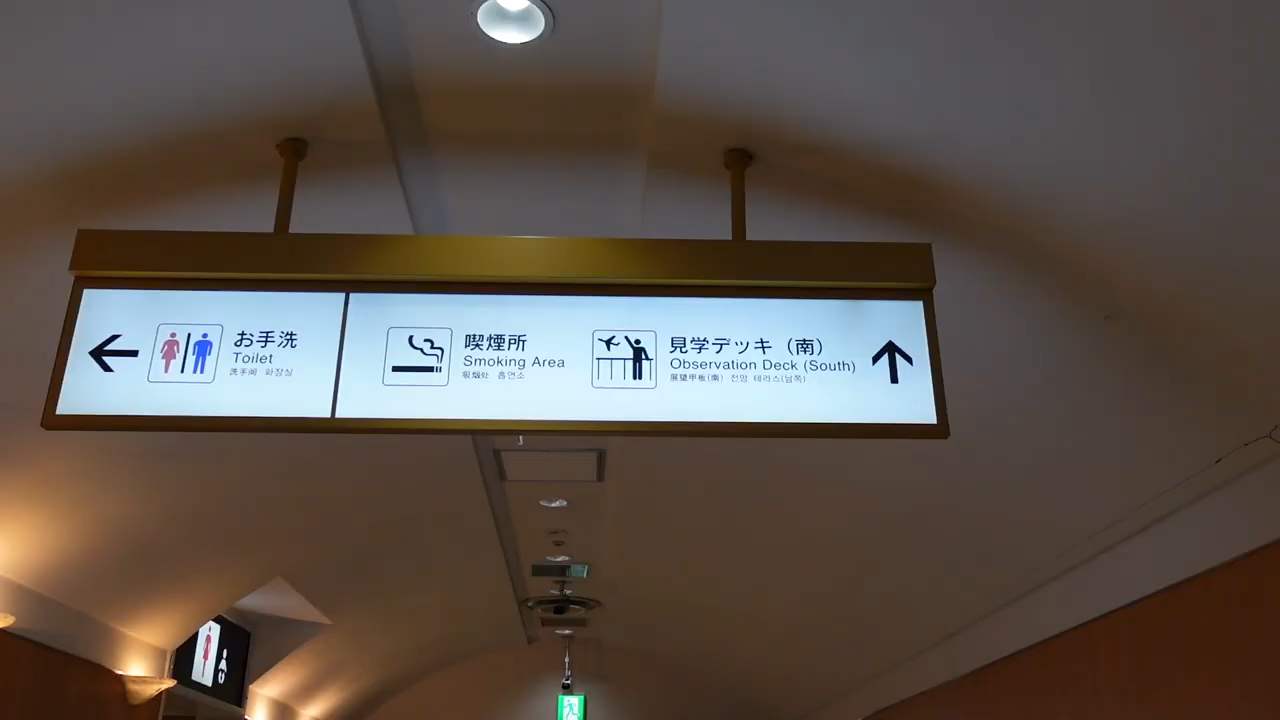 お手洗
Toilet
洗手间 화장실
喫煙所
Smoking Area
吸烟处 흡연소
見学デッキ（南）
Observation Deck (South)
展望甲板(南) 전망 테라스(남쪽)